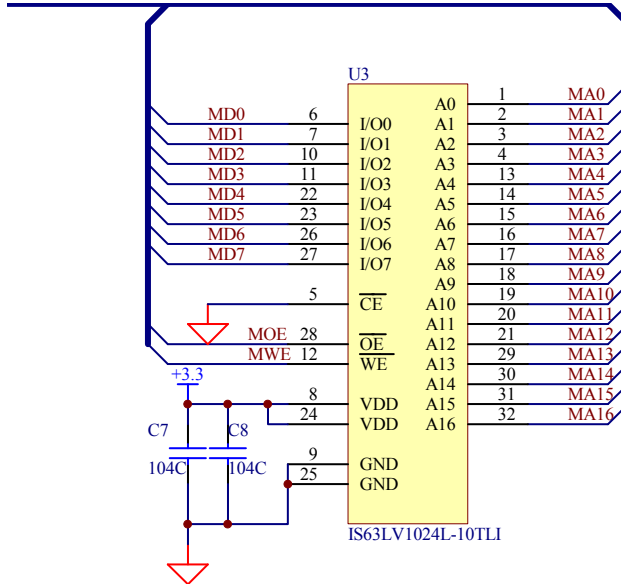 U3
1 MA0
A0
MD0 6 2 MA1
I/O0 A1
MD1 7 3 MA2
I/O1 A2
MD2 10 4 MA3
I/O2 A3
MD3 11 13 MA4
I/O3 A4
MD4 22 14 MA5
I/O4 A5
MD5 23 15 MA6
I/O5 A6
MD6 26 16 MA7
I/O6 A7
MD7 27 17 MA8
I/O7 A8
18 MA9
A9
5 19 MA10
CE A10
20 MA11
A11
MOE 28 21 MA12
OE A12
MWE 12 29 MA13
WE A13
+3.3 30 MA14
A14
8 31 MA15
VDD A15
24 32 MA16
VDD A16
C7 C8
9
GND
104C 104C 25
GND
IS63LV1024L-10TLI